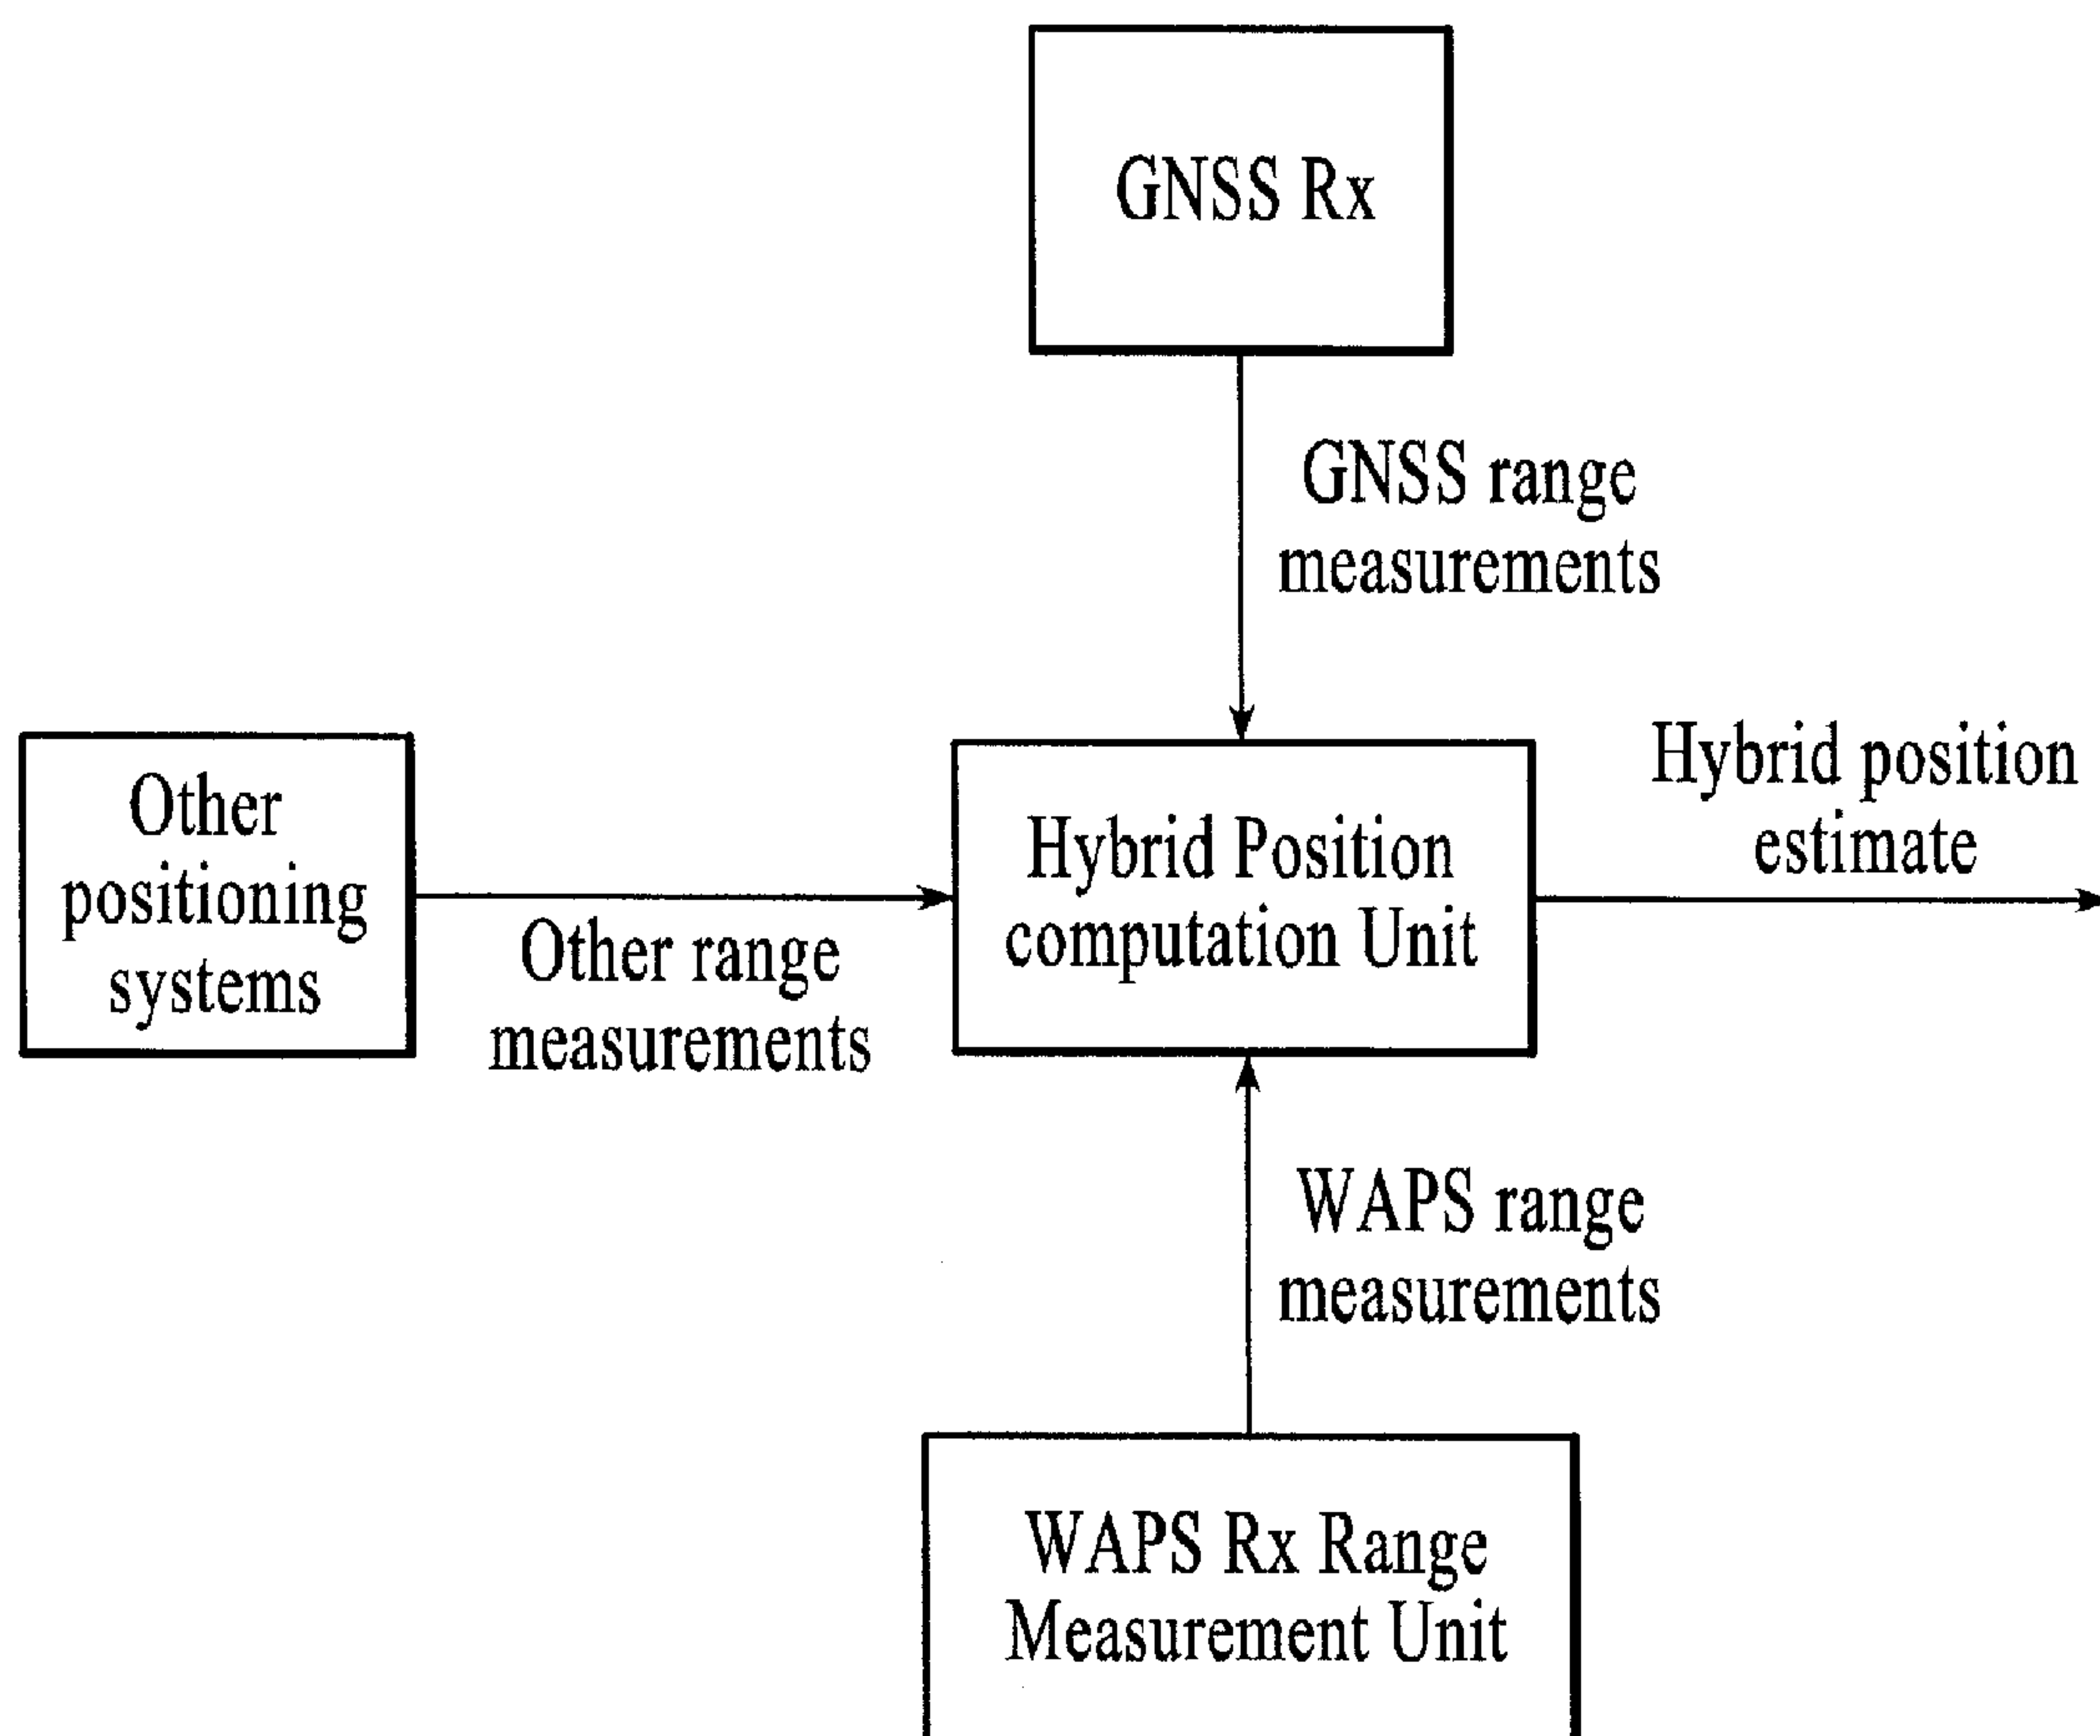 GNSS Rx
GNSS range
measurements
Other
positioning
systems
Other range
measurements
Hybrid Position
computation Unit
Hybrid position
estimate
WAPS range
measurements
WAPS Rx Range
Measurement Unit